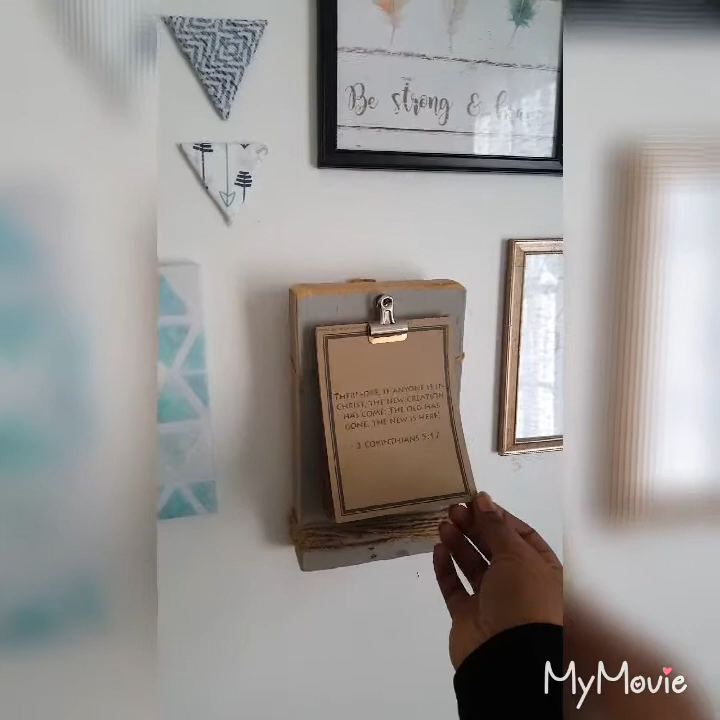 Be strong & brave
THEREFORE, IF ANYONE IS IN
CHRIST, THE NEW CREATION
HAS COME: THE OLD HAS
GONE, THE NEW IS HERE!
2 CORINTHIANS 5:17
MyMovie